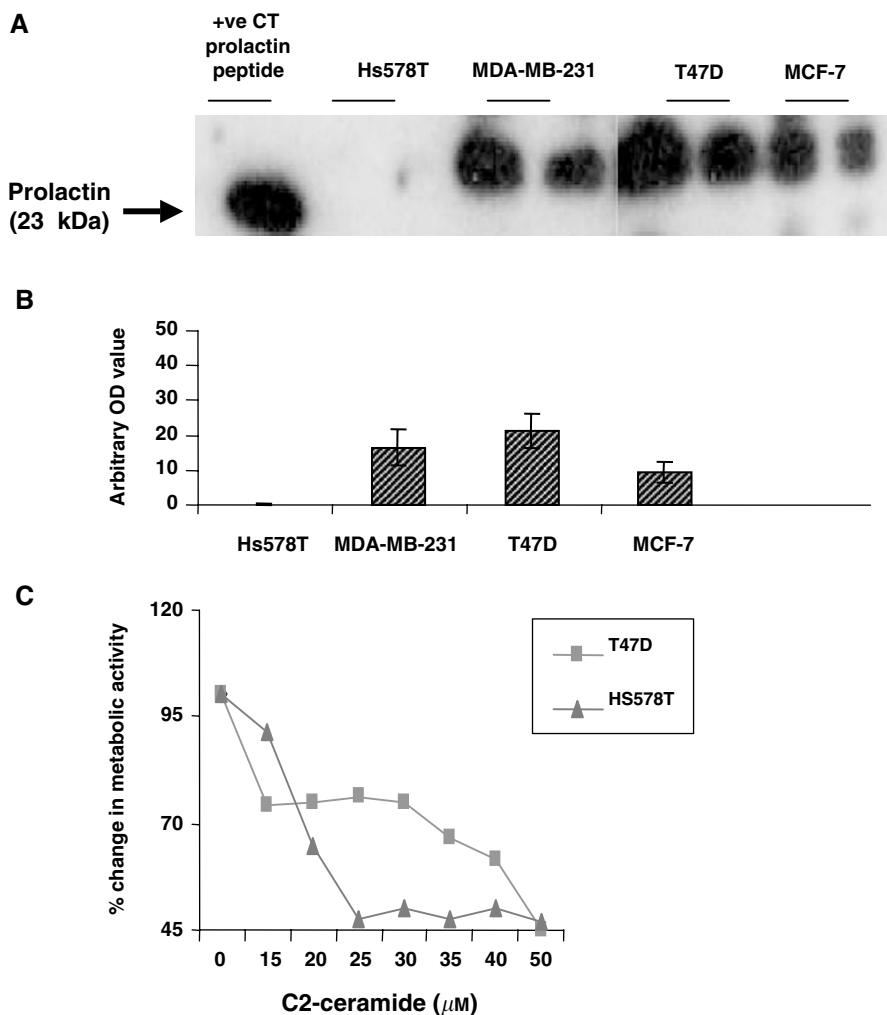 A
+ve CT
prolactin
peptide
Hs578T
MDA-MB-231
T47D
MCF-7
Prolactin
(23 kDa)
B
Arbitrary OD value
50
40
30
20
10
0
Hs578T
MDA-MB-231
T47D
MCF-7
C
% change in metabolic activity
120
95
70
45
T47D
HS578T
0 15 20 25 30 35 40 50
C2-ceramide (μM)